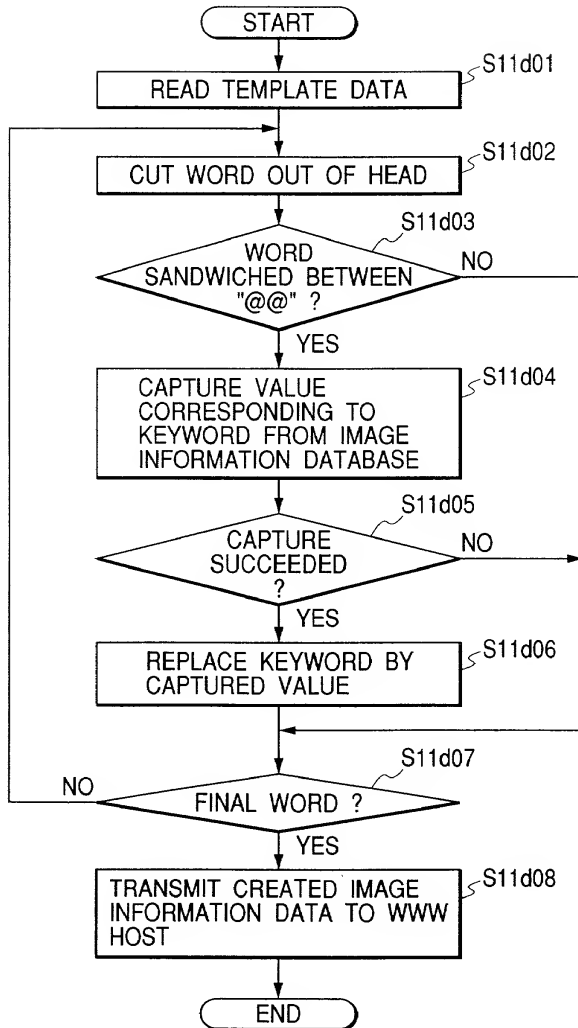 START
S11d01
READ TEMPLATE DATA
S11d02
CUT WORD OUT OF HEAD
S11d03
WORD
SANDWICHED BETWEEN
"@@" ?
NO
YES
S11d04
CAPTURE VALUE
CORRESPONDING TO
KEYWORD FROM IMAGE
INFORMATION DATABASE
S11d05
CAPTURE
SUCCEEDED
?
NO
YES
S11d06
REPLACE KEYWORD BY
CAPTURED VALUE
S11d07
NO
FINAL WORD ?
YES
S11d08
TRANSMIT CREATED IMAGE
INFORMATION DATA TO WWW
HOST
END